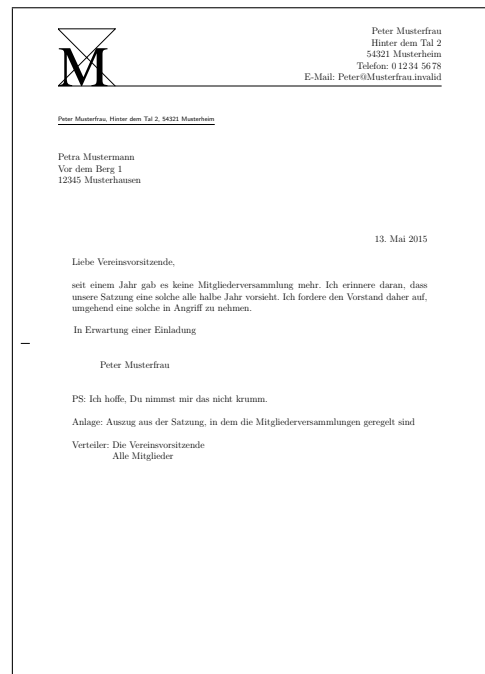 Peter Musterfrau
Hinter dem Tal 2
54321 Musterheim
Telefon: 0 12 34 56 78
E-Mail: Peter@Musterfrau.invalid
M
Peter Musterfrau, Hinter dem Tal 2, 54321 Musterheim
Petra Mustermann
Vor dem Berg 1
12345 Musterhausen
13. Mai 2015
Liebe Vereinsvorsitzende,
seit einem Jahr gab es keine Mitgliederversammlung mehr. Ich erinnere daran, dass
unsere Satzung eine solche alle halbe Jahr vorsieht. Ich fordere den Vorstand daher auf,
umgehend eine solche in Angriff zu nehmen.
In Erwartung einer Einladung
Peter Musterfrau
PS: Ich hoffe, Du nimmst mir das nicht krumm.
Anlage: Auszug aus der Satzung, in dem die Mitgliederversammlungen geregelt sind
Verteiler: Die Vereinsvorsitzende
Alle Mitglieder